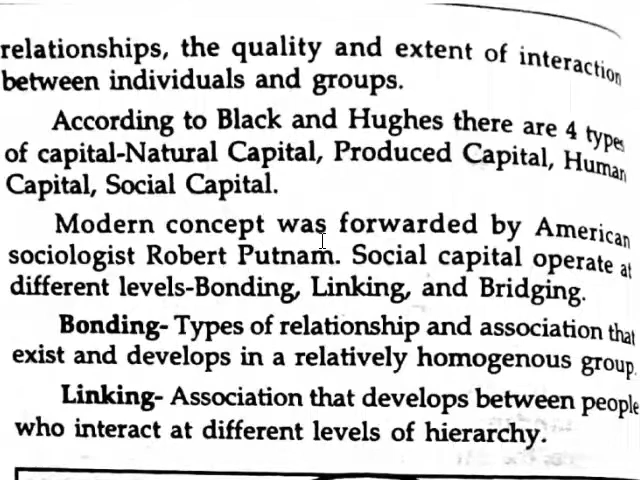 relationships, the quality and extent of interaction
between individuals and groups.
According to Black and Hughes there are 4 types
of capital-Natural Capital, Produced Capital, Human
Capital, Social Capital.
Modern concept was forwarded by American
sociologist Robert Putnam. Social capital operate at
different levels-Bonding, Linking, and Bridging.
Bonding- Types of relationship and association that
exist and develops in a relatively homogenous group.
Linking- Association that develops between people
who interact at different levels of hierarchy.